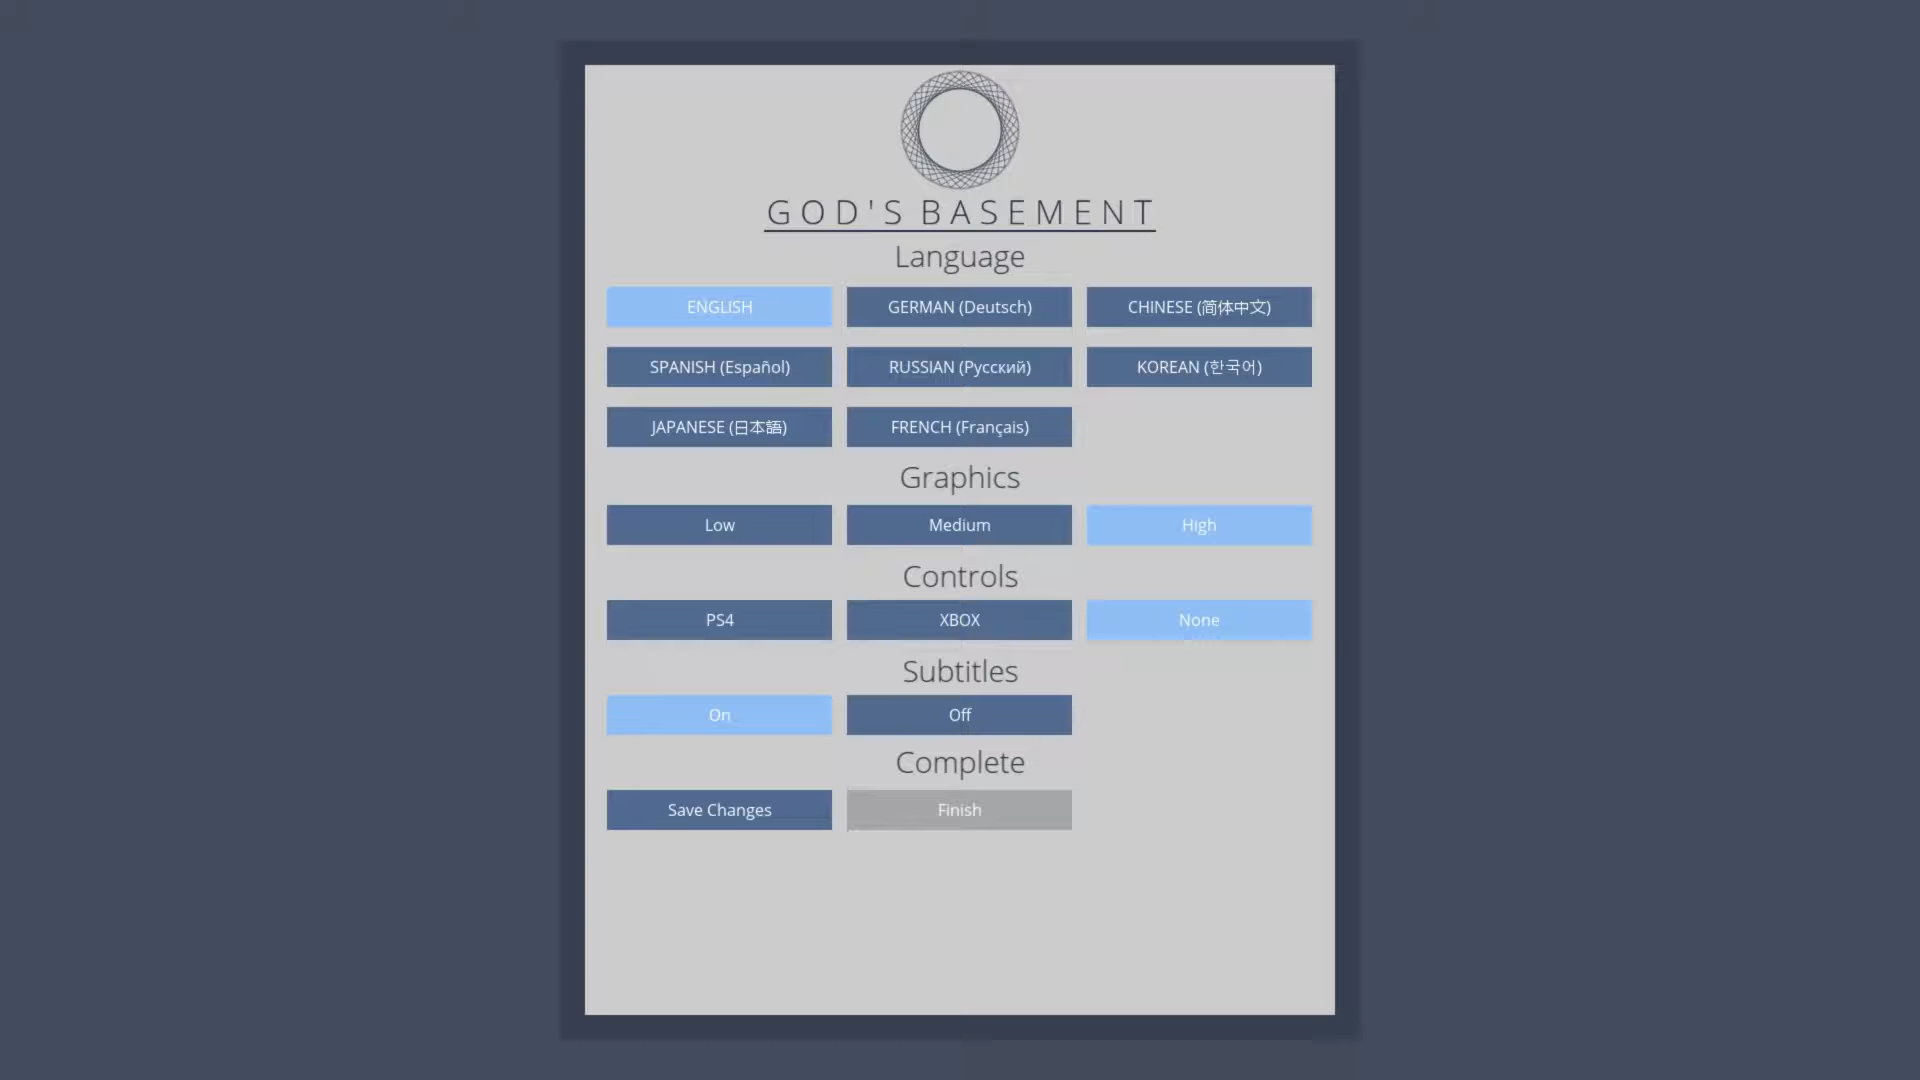 GOD'S BASEMENT
Language
ENGLISH GERMAN (Deutsch) CHINESE (简体中文)
SPANISH (Español) RUSSIAN (Русский) KOREAN (한국어)
JAPANESE (日本語) FRENCH (Français)
Graphics
Low Medium High
Controls
PS4 XBOX None
Subtitles
On Off
Complete
Save Changes Finish